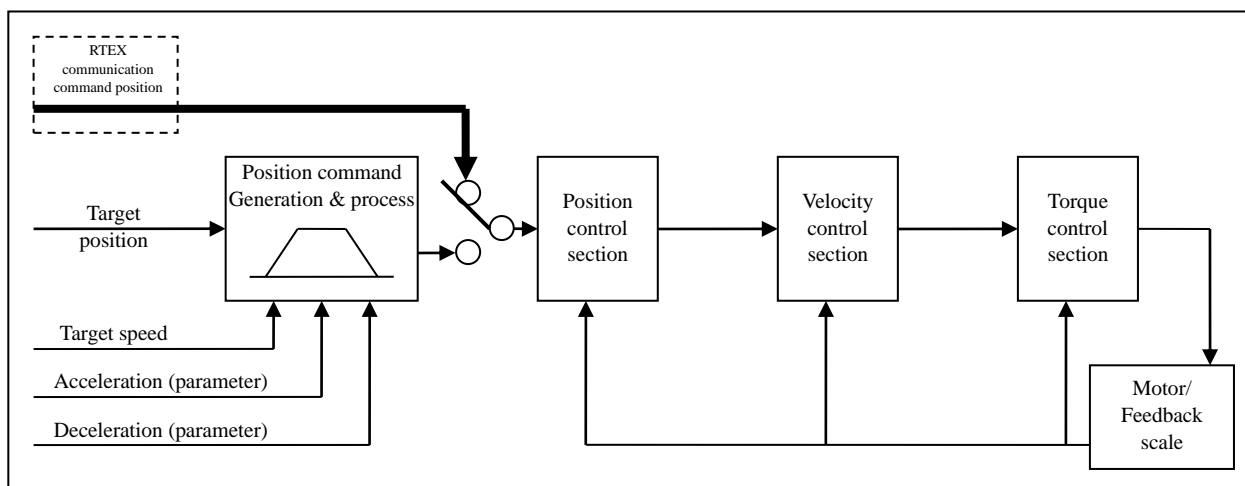 RTEX
communication
command position
Position command
Generation & process
Target
position
Position
control
section
Velocity
control
section
Torque
control
section
Target speed
Acceleration (parameter)
Deceleration (parameter)
Motor/
Feedback
scale